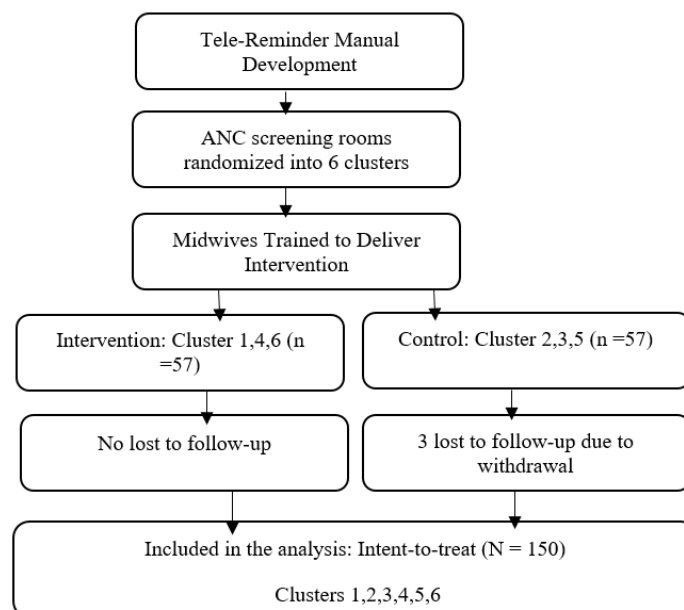 Tele-Reminder Manual
Development
ANC screening rooms
randomized into 6 clusters
Midwives Trained to Deliver
Intervention
Intervention: Cluster 1,4,6 (n
=57)
Control: Cluster 2,3,5 (n =57)
No lost to follow-up
3 lost to follow-up due to
withdrawal
Included in the analysis: Intent-to-treat (N = 150)
Clusters 1,2,3,4,5,6